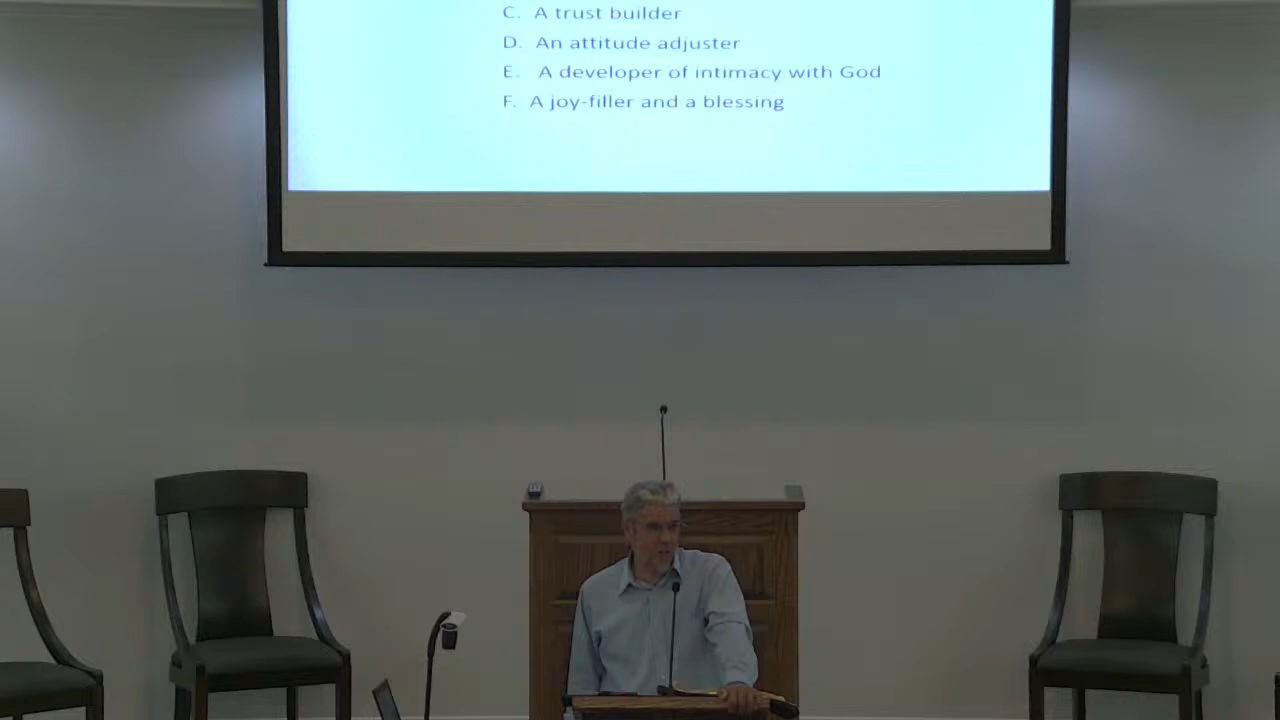 C. A trust builder
D. An attitude adjuster
E. A developer of intimacy with God
F. A joy-filler and a blessing